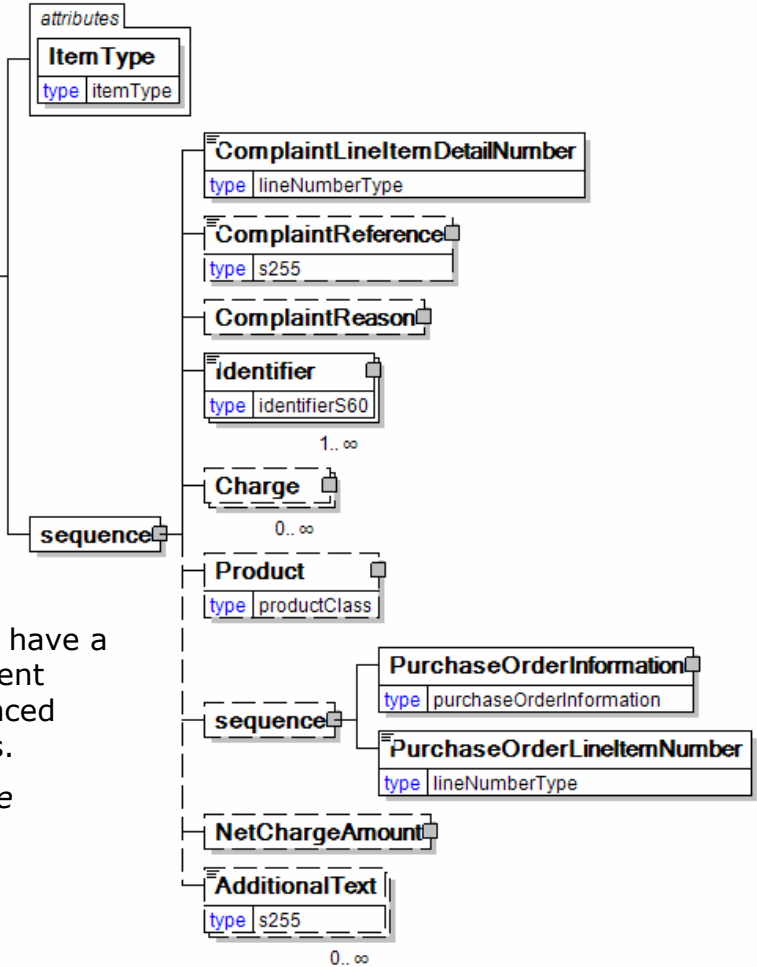 attributes
ItemType
type itemType
ComplaintLineItemDetailNumber
type lineNumberType
ComplaintReference
type s255
ComplaintReason
Identifier
type identifierS60
1.. ∞
Charge
0.. ∞
sequence
Product
type productClass
have a
ent
nced
s.
e
sequence
PurchaseOrderInformation
type purchaseOrderInformation
PurchaseOrderLineItemNumber
type lineNumberType
NetChargeAmount
AdditionalText
type s255
0.. ∞